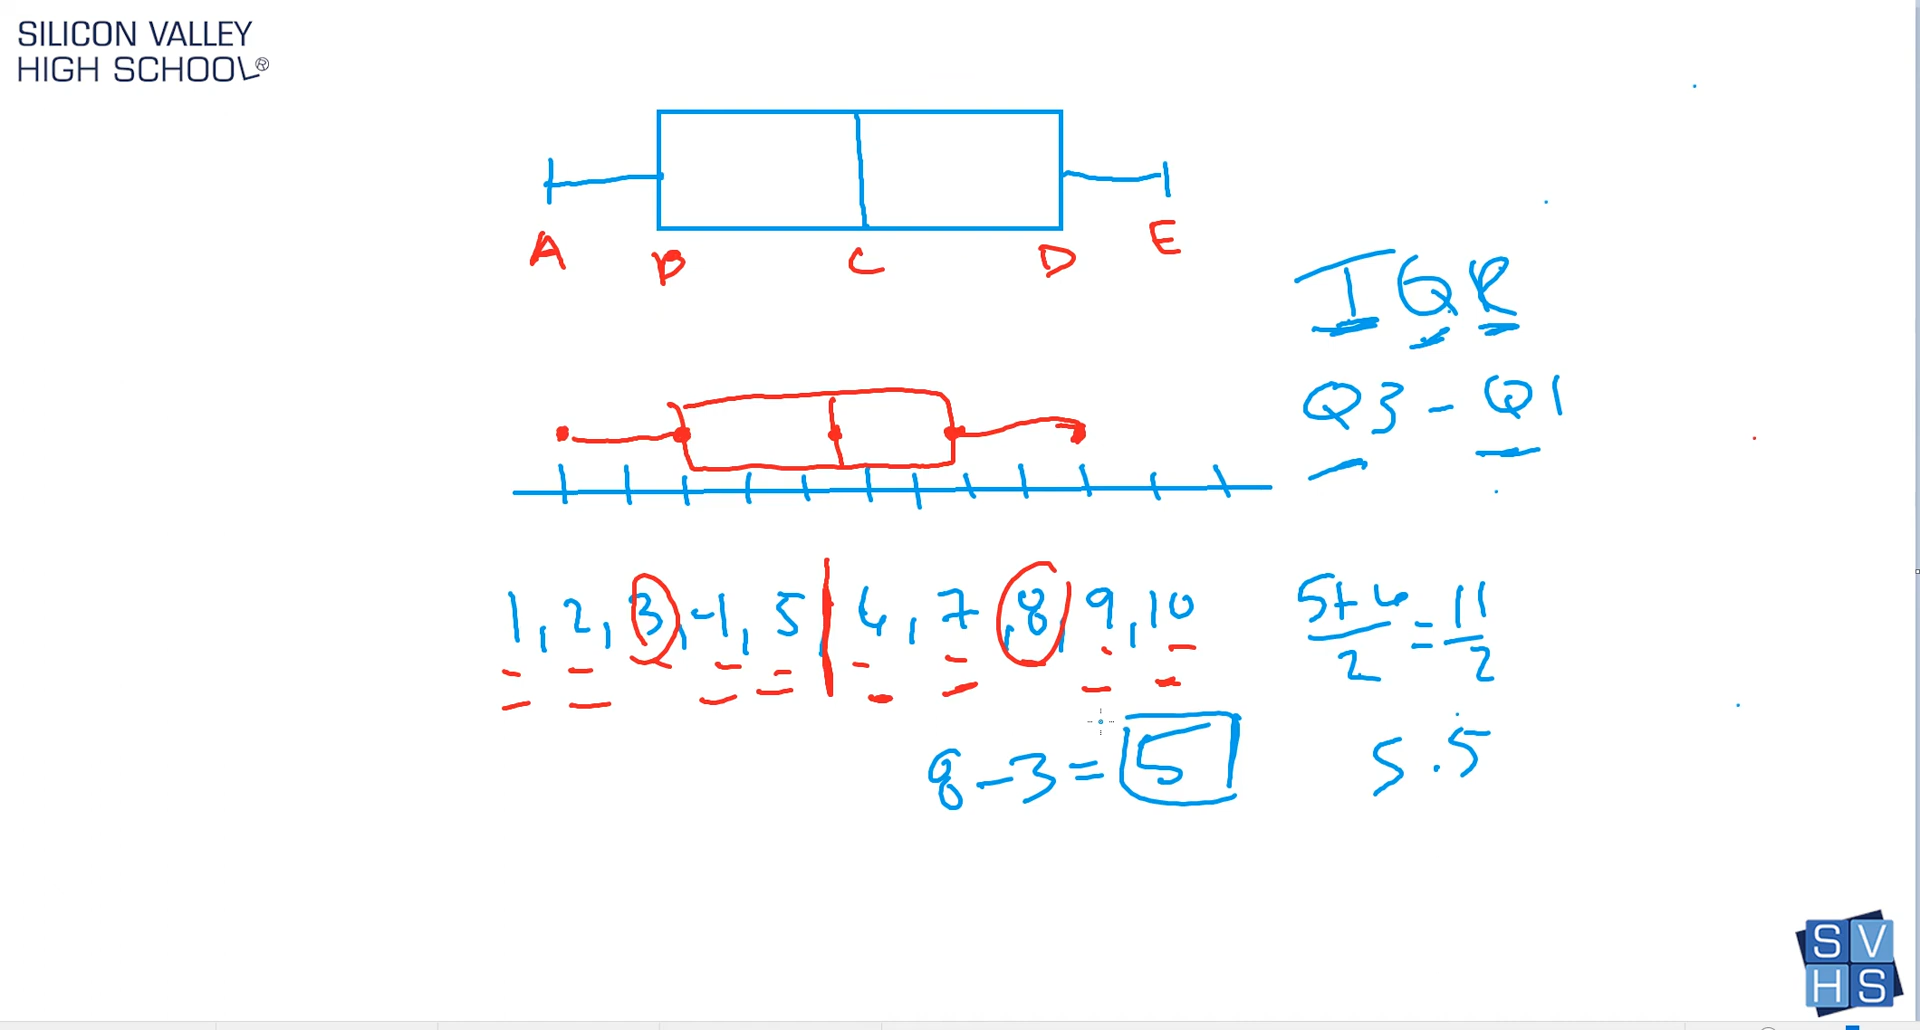 SILICON VALLEY
HIGH SCHOOL®
A B C D E
IQR
Q3 - Q1
1, 2, 3, 4, 5, 6, 7, 8, 9, 10
5+6/2 = 11/2
8-3 = 5
5.5
SV
HS